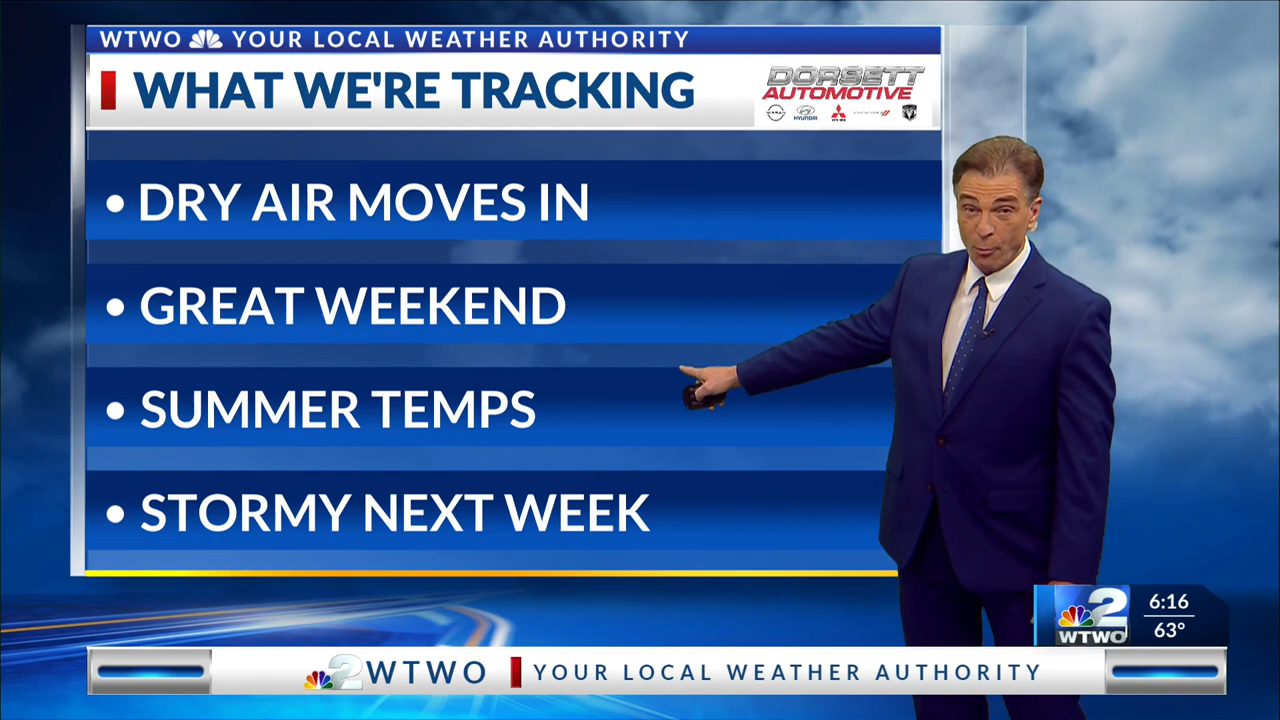 WTWO YOUR LOCAL WEATHER AUTHORITY
WHAT WE'RE TRACKING
DORSETT
AUTOMOTIVE
HYUNDAI
• DRY AIR MOVES IN
• GREAT WEEKEND
• SUMMER TEMPS
• STORMY NEXT WEEK
2
WTWO
6:16
63°
2 WTWO YOUR LOCAL WEATHER AUTHORITY